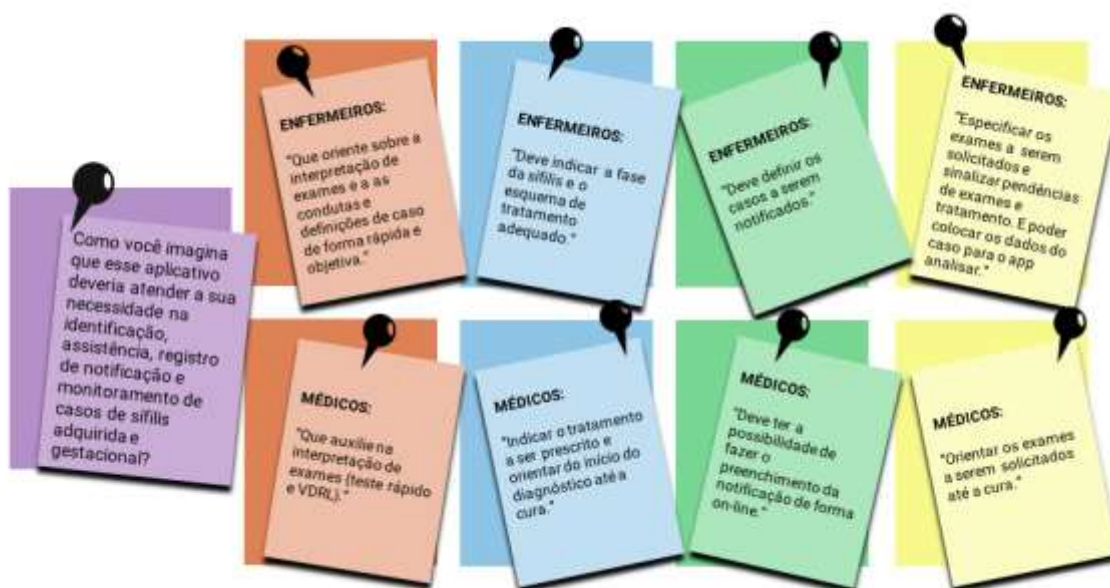 Como você imagina
que esse aplicativo
deveria atender a sua
necessidade na
identificação,
assistência, registro
de notificação e
monitoramento de
casos de sífilis
adquirida e
gestacional?
ENFERMEIROS:
"Que oriente sobre a
interpretação de
exames e a as
condutas e
definições de caso
de forma rápida e
objetiva."
ENFERMEIROS:
"Deve indicar a fase
da sífilis e o
esquema de
tratamento
adequado."
ENFERMEIROS:
"Deve definir os
casos a serem
notificados."
ENFERMEIROS:
"Especificar os
exames a serem
solicitados e
sinalizar pendências
de exames e
tratamento. E poder
colocar os dados do
caso para o app
analisar."
MÉDICOS:
"Que auxilie na
interpretação de
exames (teste rápido
e VDRL)."
MÉDICOS:
"Indicar o tratamento
a ser prescrito e
orientar do início do
diagnóstico até a
cura."
MÉDICOS:
"Deve ter a
possibilidade de
fazer o
preenchimento da
notificação de forma
on-line."
MÉDICOS:
"Orientar os exames
a serem solicitados
até a cura."